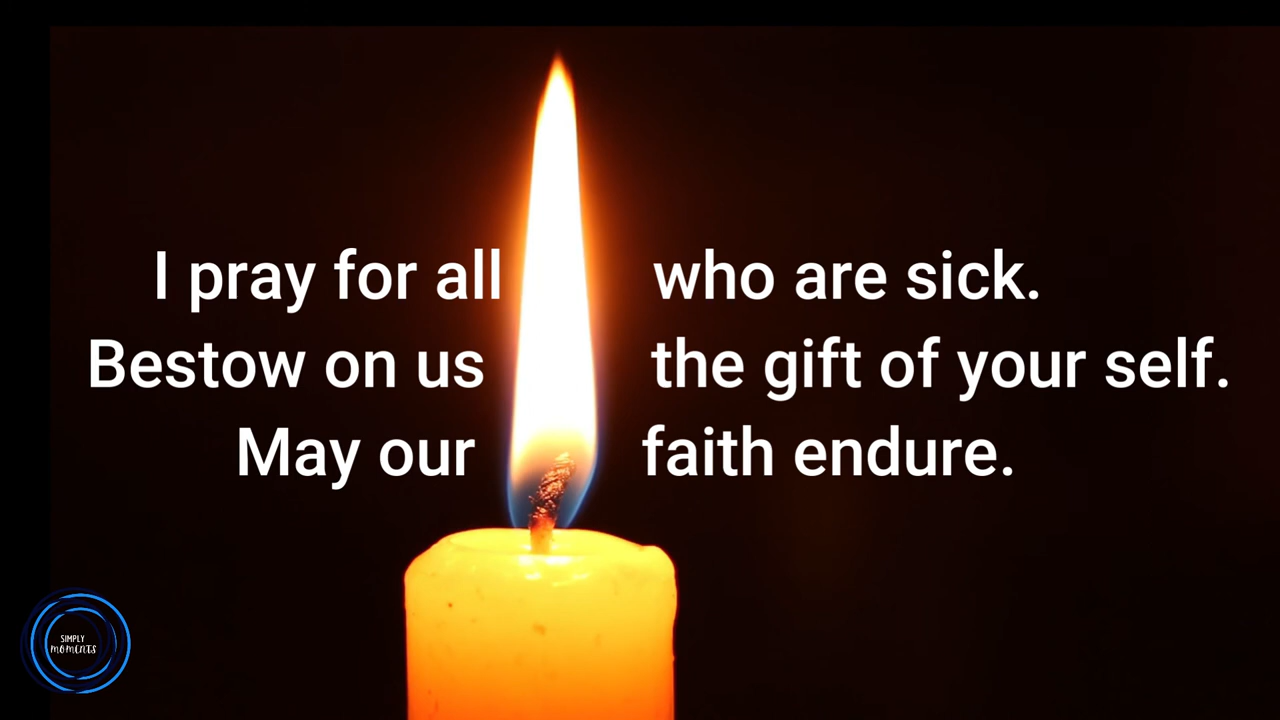 I pray for all who are sick.
Bestow on us the gift of your self.
May our faith endure.
SIMPLY
MOMENTS